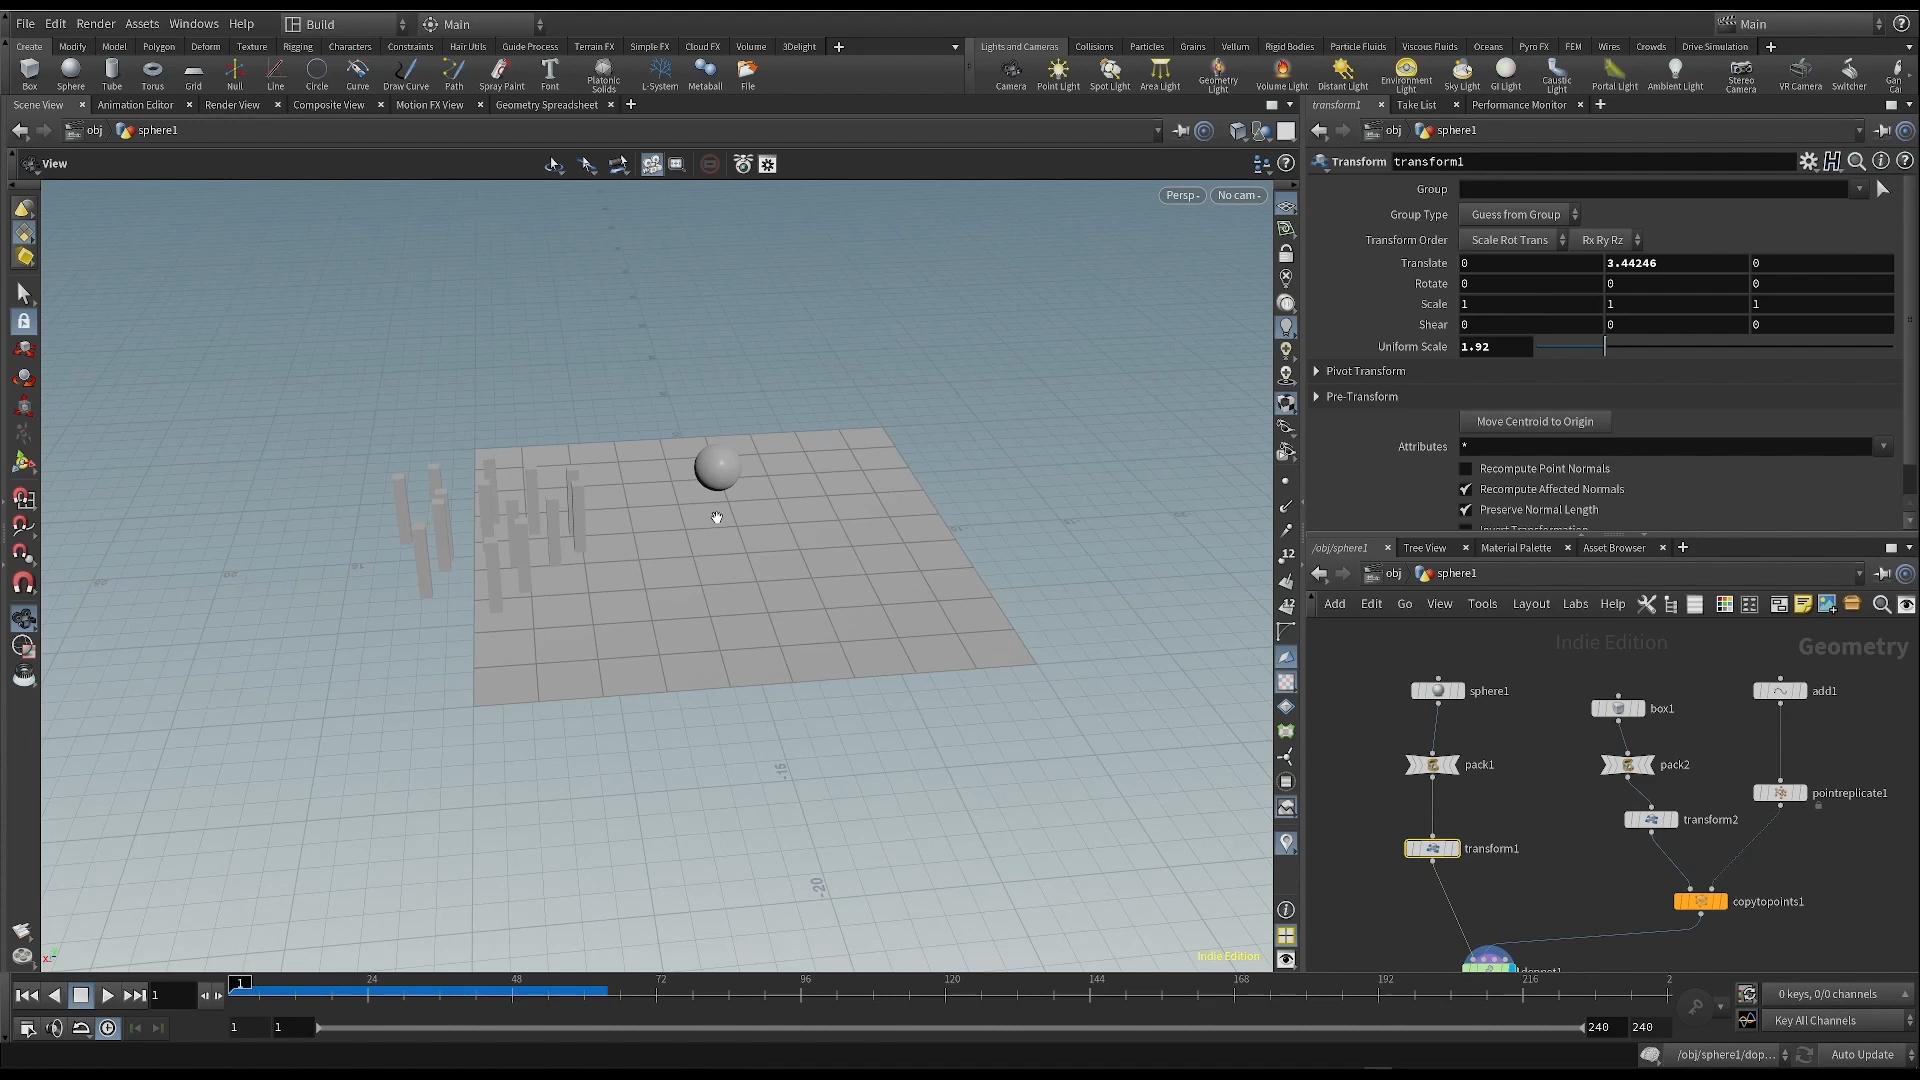 File Edit Render Assets Windows Help Build Main Main
Create Modify Model Polygon Deform Texture Rigging Characters Constraints Hair Utils Guide Process Terrain FX Simple FX Cloud FX Volume 3Delight Lights and Cameras Collisions Particles Grains Vellum Rigid Bodies Particle Fluids Viscous Fluids Oceans Pyro FX FEM Wires Crowds Drive Simulation
Box Sphere Tube Torus Grid Null Line Circle Curve Draw Curve Path Spray Paint Font Platonic Solids L-System Metaball File Camera Point Light Spot Light Area Light Geometry Light Volume Light Distant Light Environment Light Sky Light GI Light Caustic Light Portal Light Ambient Light Stereo Camera VR Camera Switcher
Scene View Animation Editor Render View Composite View Motion FX View Geometry Spreadsheet transform1 Take List Performance Monitor
obj sphere1 obj sphere1
View
Transform transform1
Persp No cam
Group
Group Type Guess from Group
Transform Order Scale Rot Trans Rx Ry Rz
Translate 0 3.44246 0
Rotate 0 0 0
Scale 1 1 1
Shear 0 0 0
Uniform Scale 1.92
Pivot Transform
Pre-Transform
Move Centroid to Origin
Attributes *
Recompute Point Normals
Recompute Affected Normals
Preserve Normal Length
Invert Transformation
/obj/sphere1 Tree View Material Palette Asset Browser
obj sphere1
Add Edit Go View Tools Layout Labs Help
Indie Edition Geometry
sphere1 add1
box1
pack1 pack2
pointreplicate1
transform2
transform1
copytopoints1
dopnet1
12
12
-15
-20
Indie Edition
1 24 48 72 96 120 144 168 192 216 2
1 0 keys, 0/0 channels
1 1 240 240 Key All Channels
/obj/sphere1/dop... Auto Update